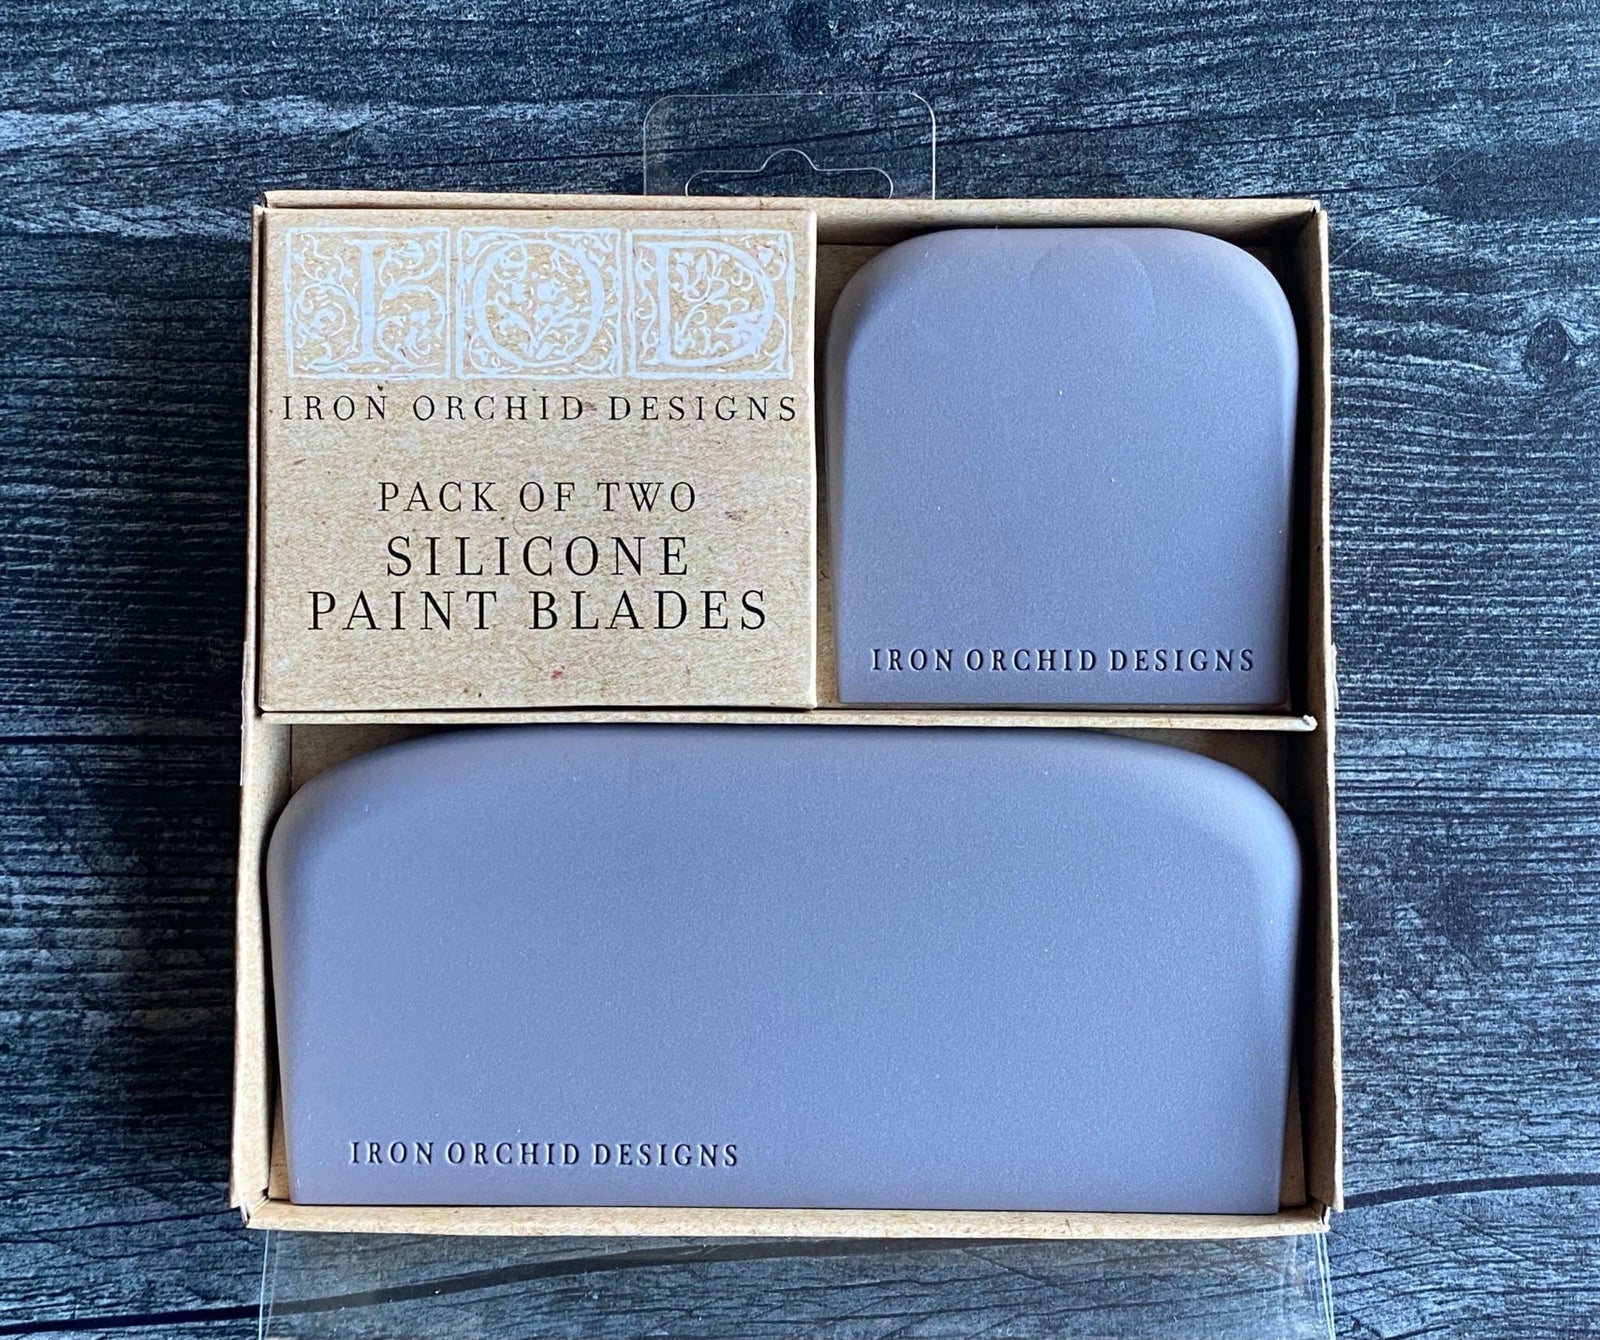 IOD
IRON ORCHID DESIGNS
PACK OF TWO
SILICONE
PAINT BLADES
IRON ORCHID DESIGNS
IRON ORCHID DESIGNS